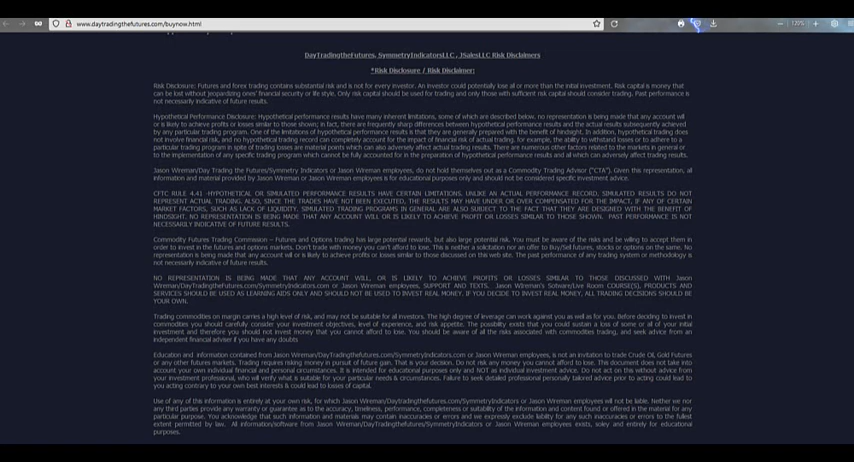 www.daytradingthefutures.com/buynow.html
120%
DayTradingtheFutures, SymmetryIndicatorsLLC, JSalesLLC Risk Disclaimers
*Risk Disclosure / Risk Disclaimer:
Risk Disclosure: Futures and forex trading contains substantial risk and is not for every investor. An investor could potentially lose all or more than the initial investment. Risk capital is money that
can be lost without jeopardizing ones' financial security or life style. Only risk capital should be used for trading and only those with sufficient risk capital should consider trading. Past performance is
not necessarily indicative of future results.
Hypothetical Performance Disclosure: Hypothetical performance results have many inherent limitations, some of which are described below. no representation is being made that any account will
or is likely to achieve profits or losses similar to those shown; in fact, there are frequently sharp differences between hypothetical performance results and the actual results subsequently achieved
by any particular trading program. One of the limitations of hypothetical performance results is that they are generally prepared with the benefit of hindsight. In addition, hypothetical trading does
not involve financial risk, and no hypothetical trading record can completely account for the impact of financial risk of actual trading. for example, the ability to withstand losses or to adhere to a
particular trading program in spite of trading losses are material points which can also adversely affect actual trading results. There are numerous other factors related to the markets in general or
to the implementation of any specific trading program which cannot be fully accounted for in the preparation of hypothetical performance results and all which can adversely affect trading results.
Jason Wireman/Day Trading the Futures/Symmetry Indicators or Jason Wireman employees, do not hold themselves out as a Commodity Trading Advisor ("CTA"). Given this representation, all
information and material provided by Jason Wireman or Jason Wireman employees is for educational purposes only and should not be considered specific investment advice.
CFTC RULE 4.41 -HYPOTHETICAL OR SIMULATED PERFORMANCE RESULTS HAVE CERTAIN LIMITATIONS. UNLIKE AN ACTUAL PERFORMANCE RECORD, SIMULATED RESULTS DO NOT
REPRESENT ACTUAL TRADING. ALSO, SINCE THE TRADES HAVE NOT BEEN EXECUTED, THE RESULTS MAY HAVE UNDER OR OVER COMPENSATED FOR THE IMPACT, IF ANY OF CERTAIN
MARKET FACTORS, SUCH AS LACK OF LIQUIDITY. SIMULATED TRADING PROGRAMS IN GENERAL ARE ALSO SUBJECT TO THE FACT THAT THEY ARE DESIGNED WITH THE BENEFIT OF
HINDSIGHT. NO REPRESENTATION IS BEING MADE THAT ANY ACCOUNT WILL OR IS LIKELY TO ACHIEVE PROFIT OR LOSSES SIMILAR TO THOSE SHOWN. PAST PERFORMANCE IS NOT
NECESSARILY INDICATIVE OF FUTURE RESULTS.
Commodity Futures Trading Commission – Futures and Options trading has large potential rewards, but also large potential risk. You must be aware of the risks and be willing to accept them in
order to invest in the futures and options markets. Don't trade with money you can't afford to lose. This is neither a solicitation nor an offer to Buy/Sell futures, stocks or options on the same. No
representation is being made that any account will or is likely to achieve profits or losses similar to those discussed on this web site. The past performance of any trading system or methodology is
not necessarily indicative of future results.
NO REPRESENTATION IS BEING MADE THAT ANY ACCOUNT WILL, OR IS LIKELY TO ACHIEVE PROFITS OR LOSSES SIMILAR TO THOSE DISCUSSED WITH Jason
Wireman/DayTradingtheFutures.com/SymmetryIndicators.com or Jason Wireman employees, SUPPORT AND TEXTS. Jason Wireman's Sotware/Live Room COURSE(S), PRODUCTS AND
SERVICES SHOULD BE USED AS LEARNING AIDS ONLY AND SHOULD NOT BE USED TO INVEST REAL MONEY. IF YOU DECIDE TO INVEST REAL MONEY, ALL TRADING DECISIONS SHOULD BE
YOUR OWN.
Trading commodities on margin carries a high level of risk, and may not be suitable for all investors. The high degree of leverage can work against you as well as for you. Before deciding to invest in
commodities you should carefully consider your investment objectives, level of experience, and risk appetite. The possibility exists that you could sustain a loss of some or all of your initial
investment and therefore you should not invest money that you cannot afford to lose. You should be aware of all the risks associated with commodities trading, and seek advice from an
independent financial adviser if you have any doubts
Education and information contained from Jason Wireman/DayTradingthefutures.com/SymmetryIndicators.com or Jason Wireman employees, is not an invitation to trade Crude Oil, Gold Futures
or any other futures markets. Trading requires risking money in pursuit of future gain. That is your decision. Do not risk any money you cannot afford to lose. This document does not take into
account your own individual financial and personal circumstances. It is intended for educational purposes only and NOT as individual investment advice. Do not act on this without advice from
your investment professional, who will verify what is suitable for your particular needs & circumstances. Failure to seek detailed professional personally tailored advice prior to acting could lead to
you acting contrary to your own best interests & could lead to losses of capital.
Use of any of this information is entirely at your own risk, for which Jason Wireman/Daytradingthefutures.com/SymmetryIndicators or Jason Wireman employees will not be liable. Neither we nor
any third parties provide any warranty or guarantee as to the accuracy, timeliness, performance, completeness or suitability of the information and content found or offered in the material for any
particular purpose. You acknowledge that such information and materials may contain inaccuracies or errors and we expressly exclude liability for any such inaccuracies or errors to the fullest
extent permitted by law. All information/software from Jason Wireman/DayTradingthefutures/SymmetryIndicators or Jason Wireman employees exists, soley and entirely for educational
purposes.